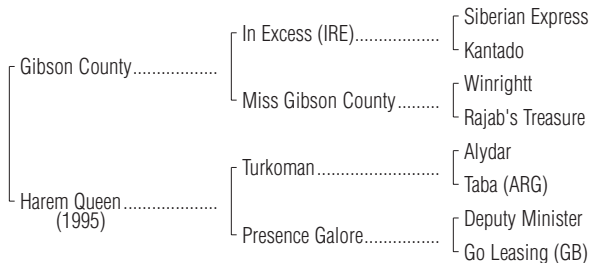 Siberian Express
In Excess (IRE)..................
Kantado
Gibson County..................
Winrightt
Miss Gibson County.........
Rajab's Treasure
Alydar
Turkoman..........................
Taba (ARG)
Harem Queen....................
(1995)
Deputy Minister
Presence Galore................
Go Leasing (GB)